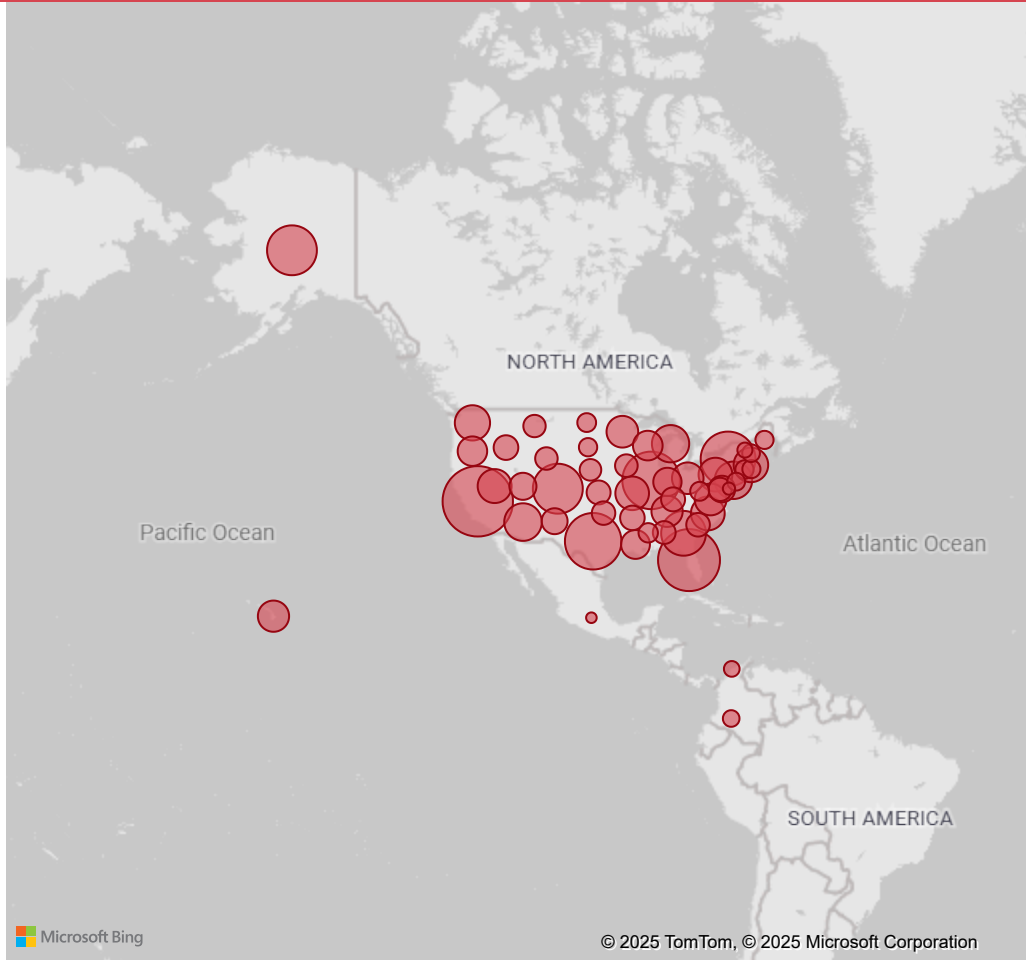 NORTH AMERICA
Pacific Ocean
Atlantic Ocean
SOUTH AMERICA
Microsoft Bing
© 2025 TomTom, © 2025 Microsoft Corporation